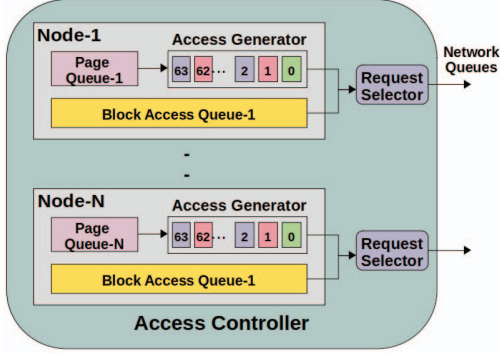 Node-1
Access Generator
Page
Queue-1
63 62... 2 1 0
Block Access Queue-1
Request
Selector
Network
Queues
-
-
Node-N
Access Generator
Page
Queue-N
63 62... 2 1 0
Block Access Queue-1
Request
Selector
Access Controller